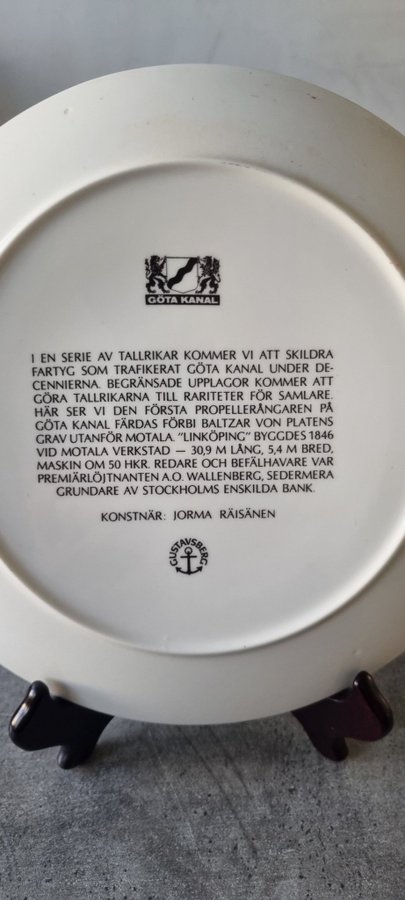 GÖTA KANAL
I EN SERIE AV TALLRIKAR KOMMER VI ATT SKILDRA
FARTYG SOM TRAFIKERAT GÖTA KANAL UNDER DE-
CENNIERNA. BEGRÄNSADE UPPLAGOR KOMMER ATT
GÖRA TALLRIKARNA TILL RARITETER FÖR SAMLARE.
HÄR SER VI DEN FÖRSTA PROPELLERÅNGAREN PÅ
GÖTA KANAL FÄRDAS FÖRBI BALTZAR VON PLATENS
GRAV UTANFÖR MOTALA. "LINKÖPING" BYGGDES 1846
VID MOTALA VERKSTAD — 30,9 M LÅNG, 5,4 M BRED,
MASKIN OM 50 HKR. REDARE OCH BEFÄLHAVARE VAR
PREMIÄRLÖJTNANTEN A.O. WALLENBERG, SEDERMERA
GRUNDARE AV STOCKHOLMS ENSKILDA BANK.
KONSTNÄR: JORMA RÄISÄNEN
GUSTAVSBERG